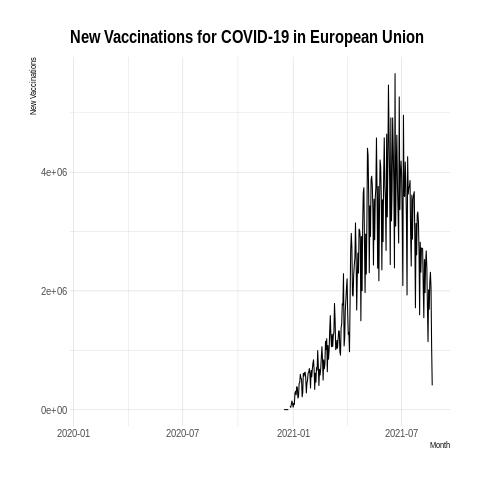 New Vaccinations for COVID-19 in European Union
New Vaccinations
4e+06
2e+06
0e+00
2020-01 2020-07 2021-01 2021-07
Month